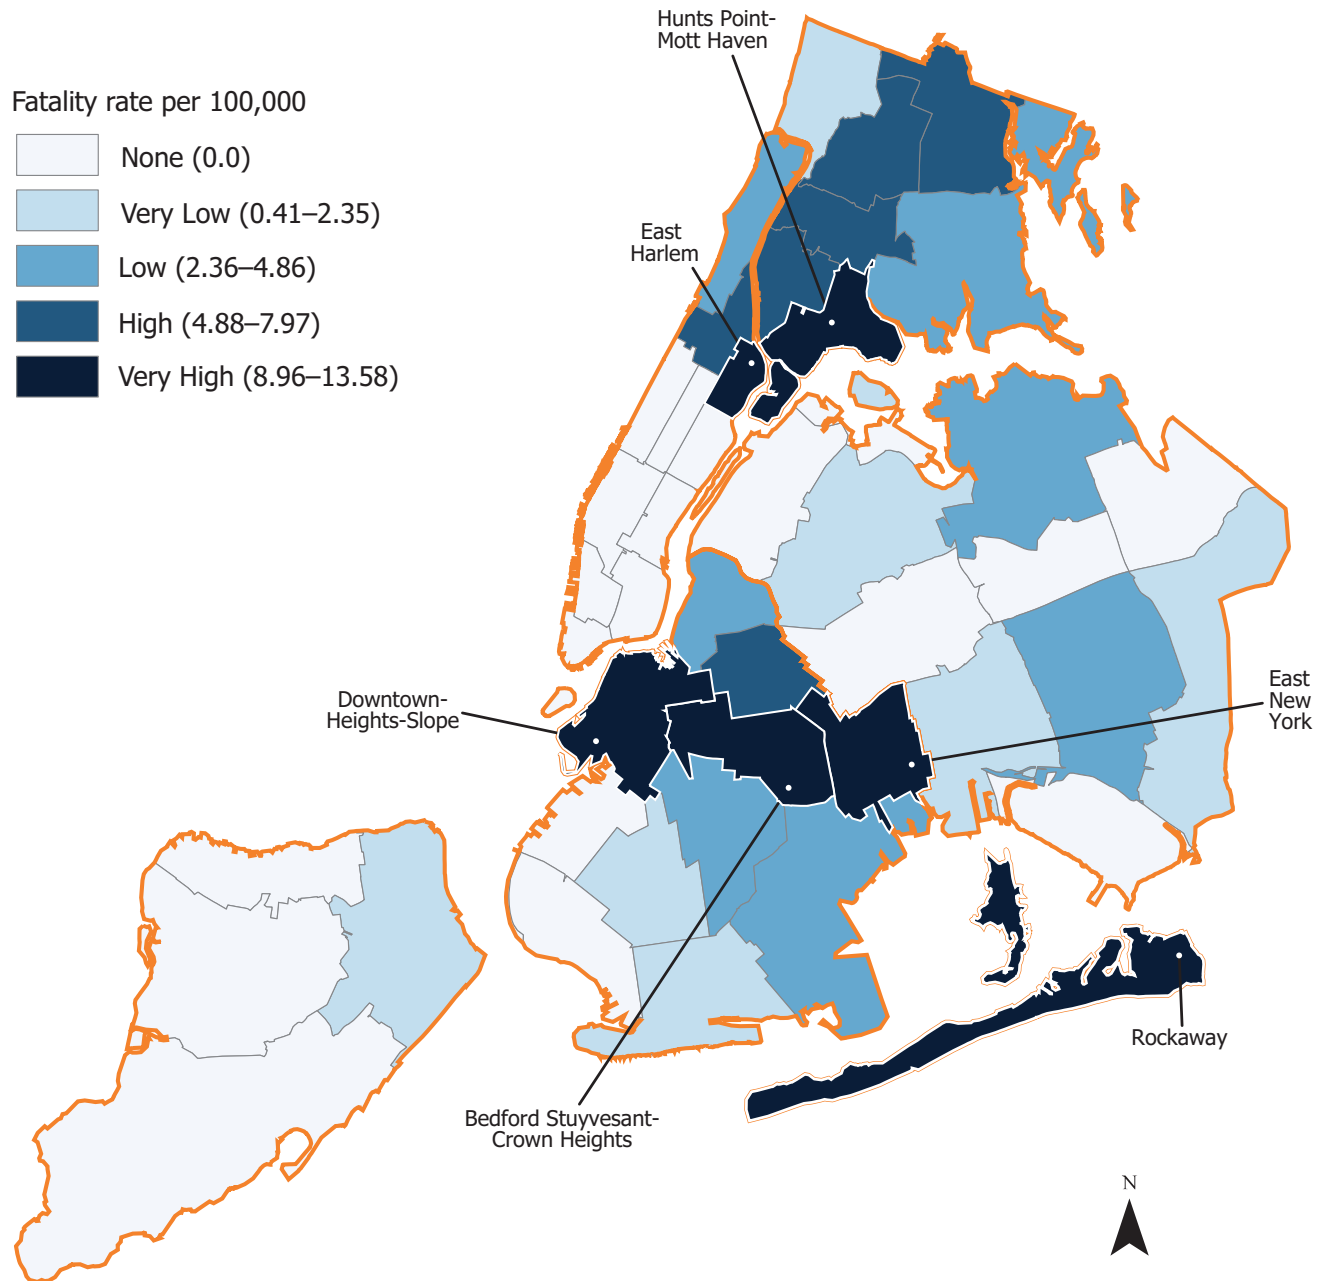 Hunts Point-
Mott Haven
Fatality rate per 100,000
None (0.0)
Very Low (0.41–2.35)
Low (2.36–4.86)
High (4.88–7.97)
Very High (8.96–13.58)
East
Harlem
Downtown-
Heights-Slope
East
New
York
Rockaway
Bedford Stuyvesant-
Crown Heights
N